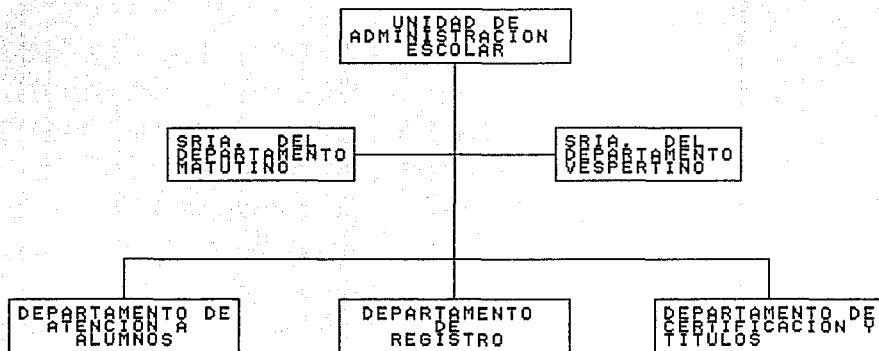 UNIDAD DE
ADMINISTRACION
ESCOLAR
SRIA. DEL
DEPARTAMENTO
MATUTINO
SRIA. DEL
DEPARTAMENTO
VESPERTINO
DEPARTAMENTO DE
ATENCION A
ALUMNOS
DEPARTAMENTO
DE
REGISTRO
DEPARTAMENTO DE
CERTIFICACION Y
TITULOS